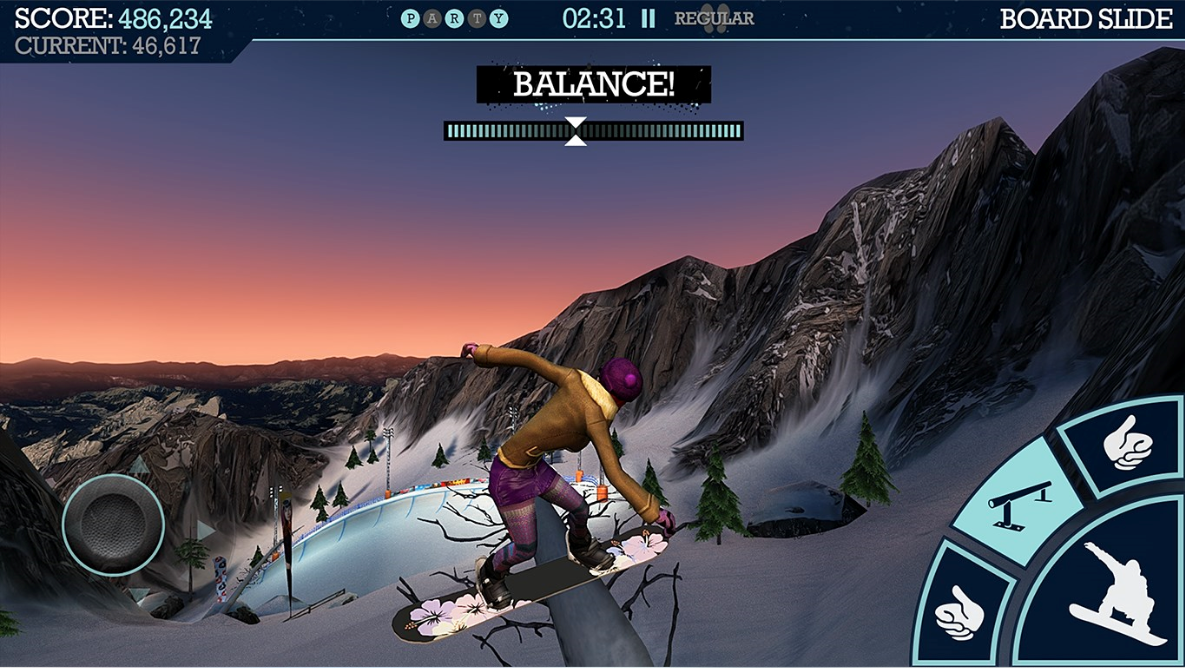 SCORE: 486,234
CURRENT: 46,617
PARTY
02:31
REGULAR
BOARD SLIDE
BALANCE!